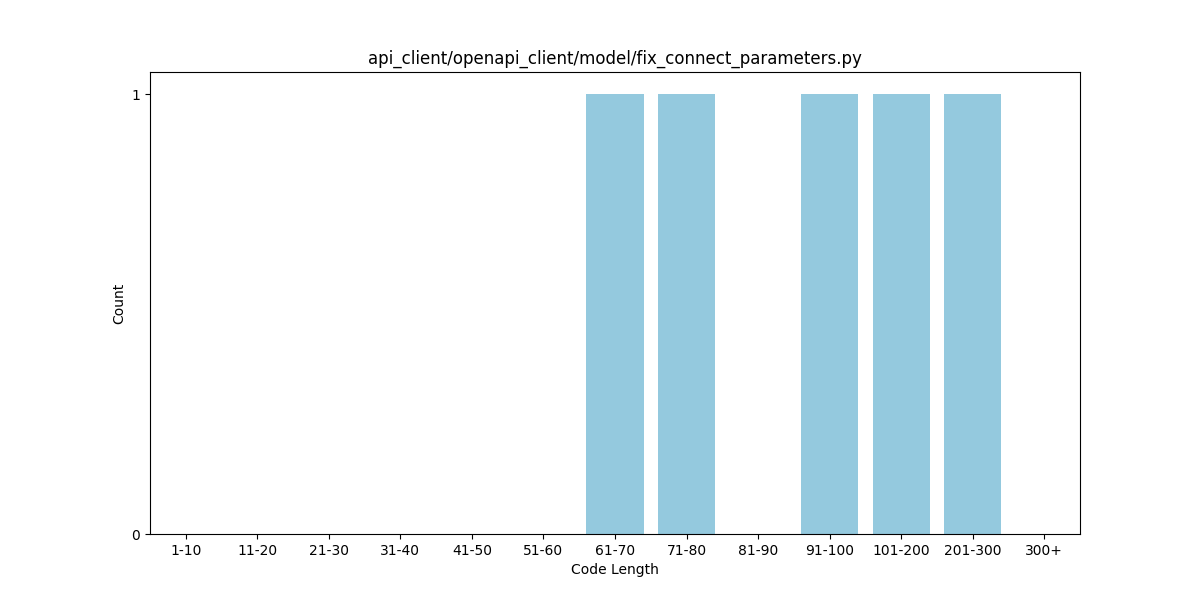 api_client/openapi_client/model/fix_connect_parameters.py
Count
1
0
1-10 11-20 21-30 31-40 41-50 51-60 61-70 71-80 81-90 91-100 101-200 201-300 300+
Code Length